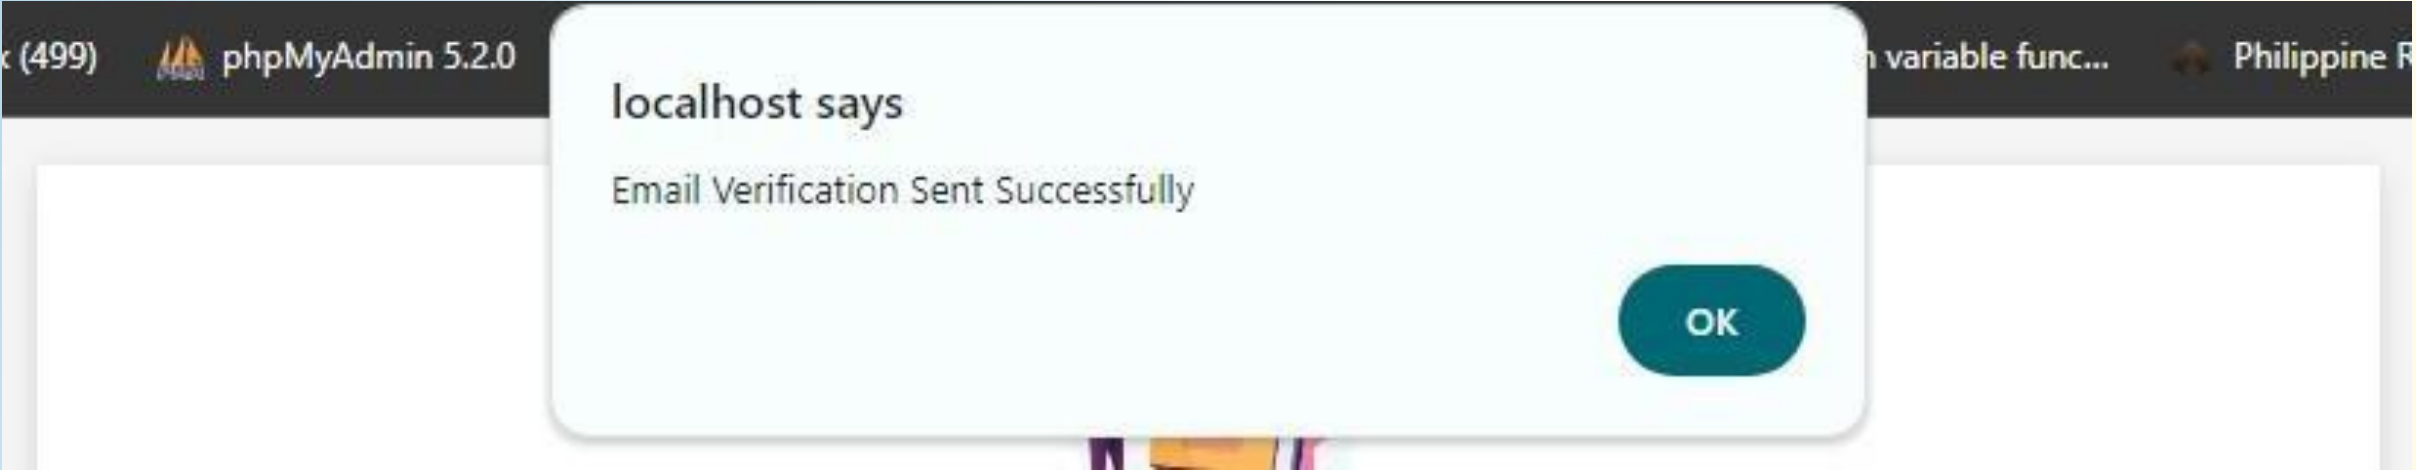 (499) phpMyAdmin 5.2.0 variable func... Philippine
localhost says
Email Verification Sent Successfully
OK